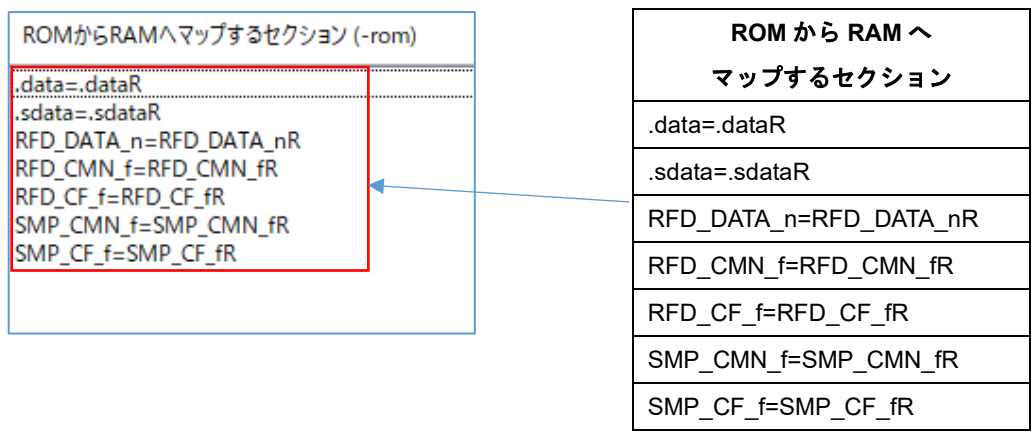 ROMからRAMへマップするセクション (-rom)
.data=.dataR
.sdata=.sdataR
RFD_DATA_n=RFD_DATA_nR
RFD_CMN_f=RFD_CMN_fR
RFD_CF_f=RFD_CF_fR
SMP_CMN_f=SMP_CMN_fR
SMP_CF_f=SMP_CF_fR
ROM から RAM へ
マップするセクション
.data=.dataR
.sdata=.sdataR
RFD_DATA_n=RFD_DATA_nR
RFD_CMN_f=RFD_CMN_fR
RFD_CF_f=RFD_CF_fR
SMP_CMN_f=SMP_CMN_fR
SMP_CF_f=SMP_CF_fR